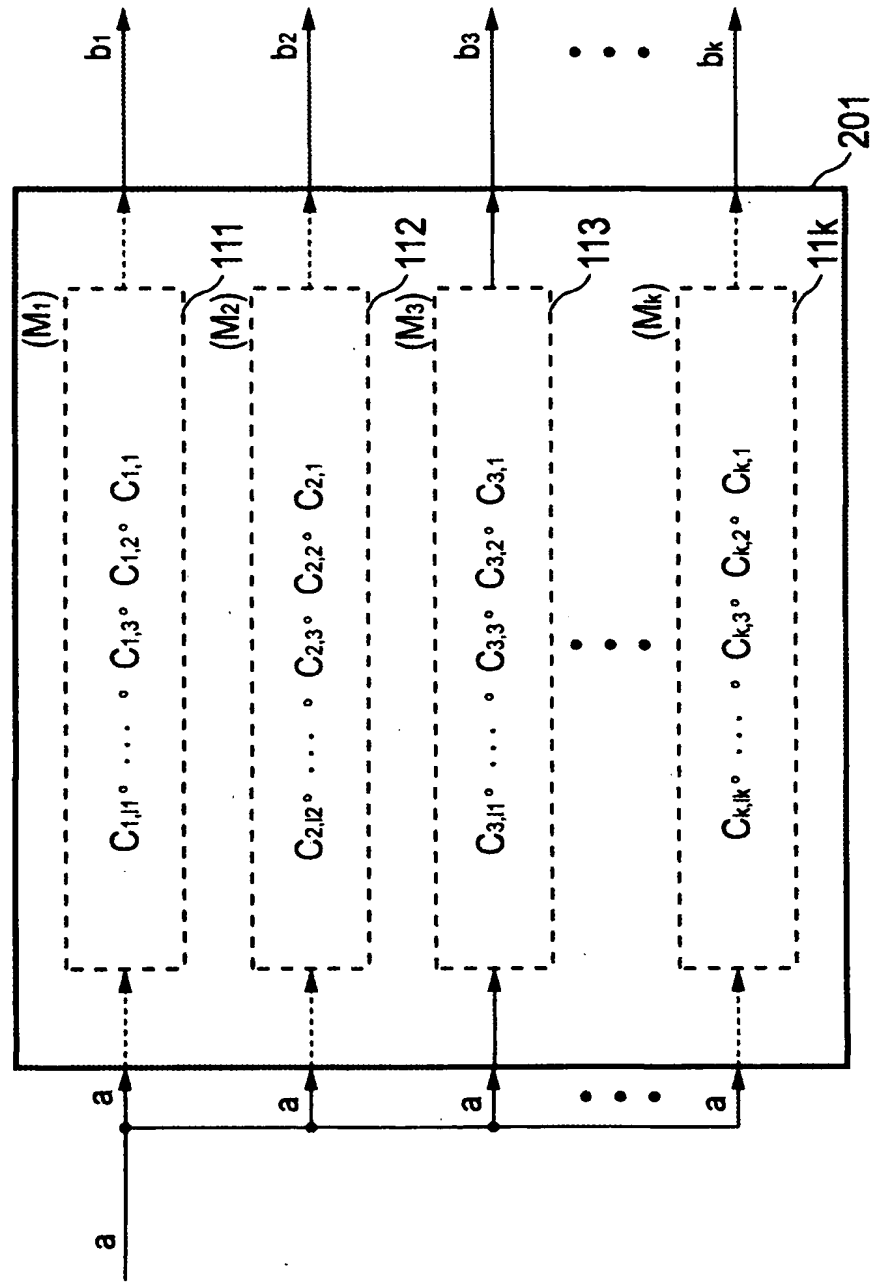 a
a
(M1)
C1,l1° ... ° C1,3° C1,2° C1,1
111
b1
a
(M2)
C2,l2° ... ° C2,3° C2,2° C2,1
112
b2
a
(M3)
C3,l1° ... ° C3,3° C3,2° C3,1
113
b3
a
(Mk)
Ck,lk° ... ° Ck,3° Ck,2° Ck,1
11k
bk
201